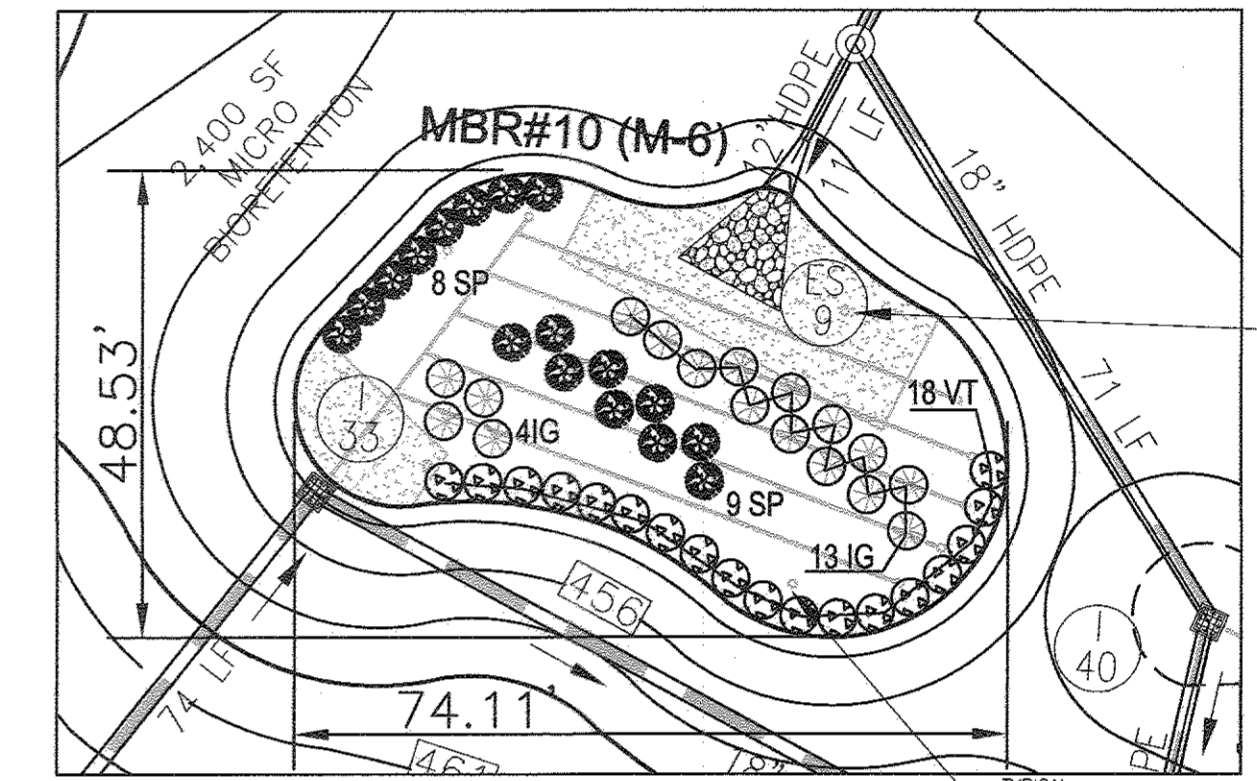 2,400 SF
MICRO
BIORETENTION
MBR#10 (M-6)
12" HDPE
11 LF
18" HDPE
71 LF
ES
9
8 SP
48.53'
18 VT
I
33
4IG
9 SP
13 IG
456
I
40
74 LF
74.11'
461
8"
PE